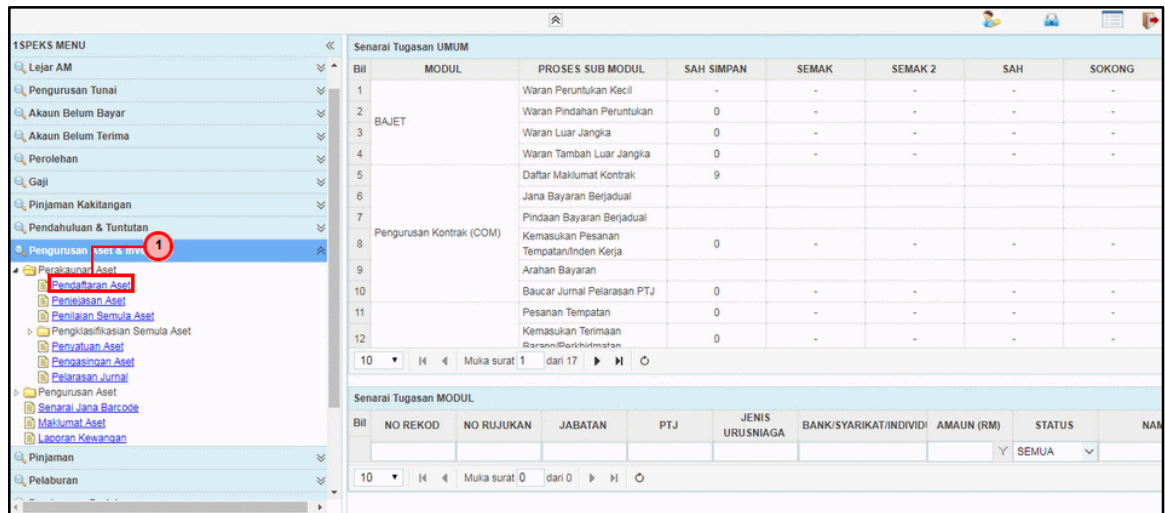 1SPEKS MENU
Lejar AM
Pengurusan Tunai
Akaun Belum Bayar
Akaun Belum Terima
Perolehan
Gaji
Pinjaman Kakitangan
Pendahuluan & Tuntutan
Pengurusan Aset & Inv
1
Perakaunan Aset
Pendaftaran Aset
Penjejasan Aset
Penilaian Semula Aset
Pengklasifikasian Semula Aset
Penyatuan Aset
Pengasingan Aset
Pelarasan Jurnal
Pengurusan Aset
Senarai Jana Barcode
Maklumat Aset
Laporan Kewangan
Pinjaman
Pelaburan
Senarai Tugasan UMUM
Bil MODUL PROSES SUB MODUL SAH SIMPAN SEMAK SEMAK 2 SAH SOKONG
1 BAJET Waran Peruntukan Kecil - - - - -
2 Waran Pindahan Peruntukan 0 - - - -
3 Waran Luar Jangka 0 - - - -
4 Waran Tambah Luar Jangka 0 - - - -
5 Pengurusan Kontrak (COM) Daftar Maklumat Kontrak 9
6 Jana Bayaran Berjadual
7 Pindaan Bayaran Berjadual
8 Kemasukan Pesanan Tempatan/Inden Kerja 0 - - - -
9 Arahan Bayaran
10 Baucar Jurnal Pelarasan PTJ 0 - - - -
11 Pesanan Tempatan 0 - - - -
12 Kemasukan Terimaan Barang/Perkhidmatan 0 - - - -
10 Muka surat 1 dari 17
Senarai Tugasan MODUL
Bil NO REKOD NO RUJUKAN JABATAN PTJ JENIS URUSNIAGA BANK/SYARIKAT/INDIVID AMAUN (RM) STATUS NAM
SEMUA
10 Muka surat 0 dari 0